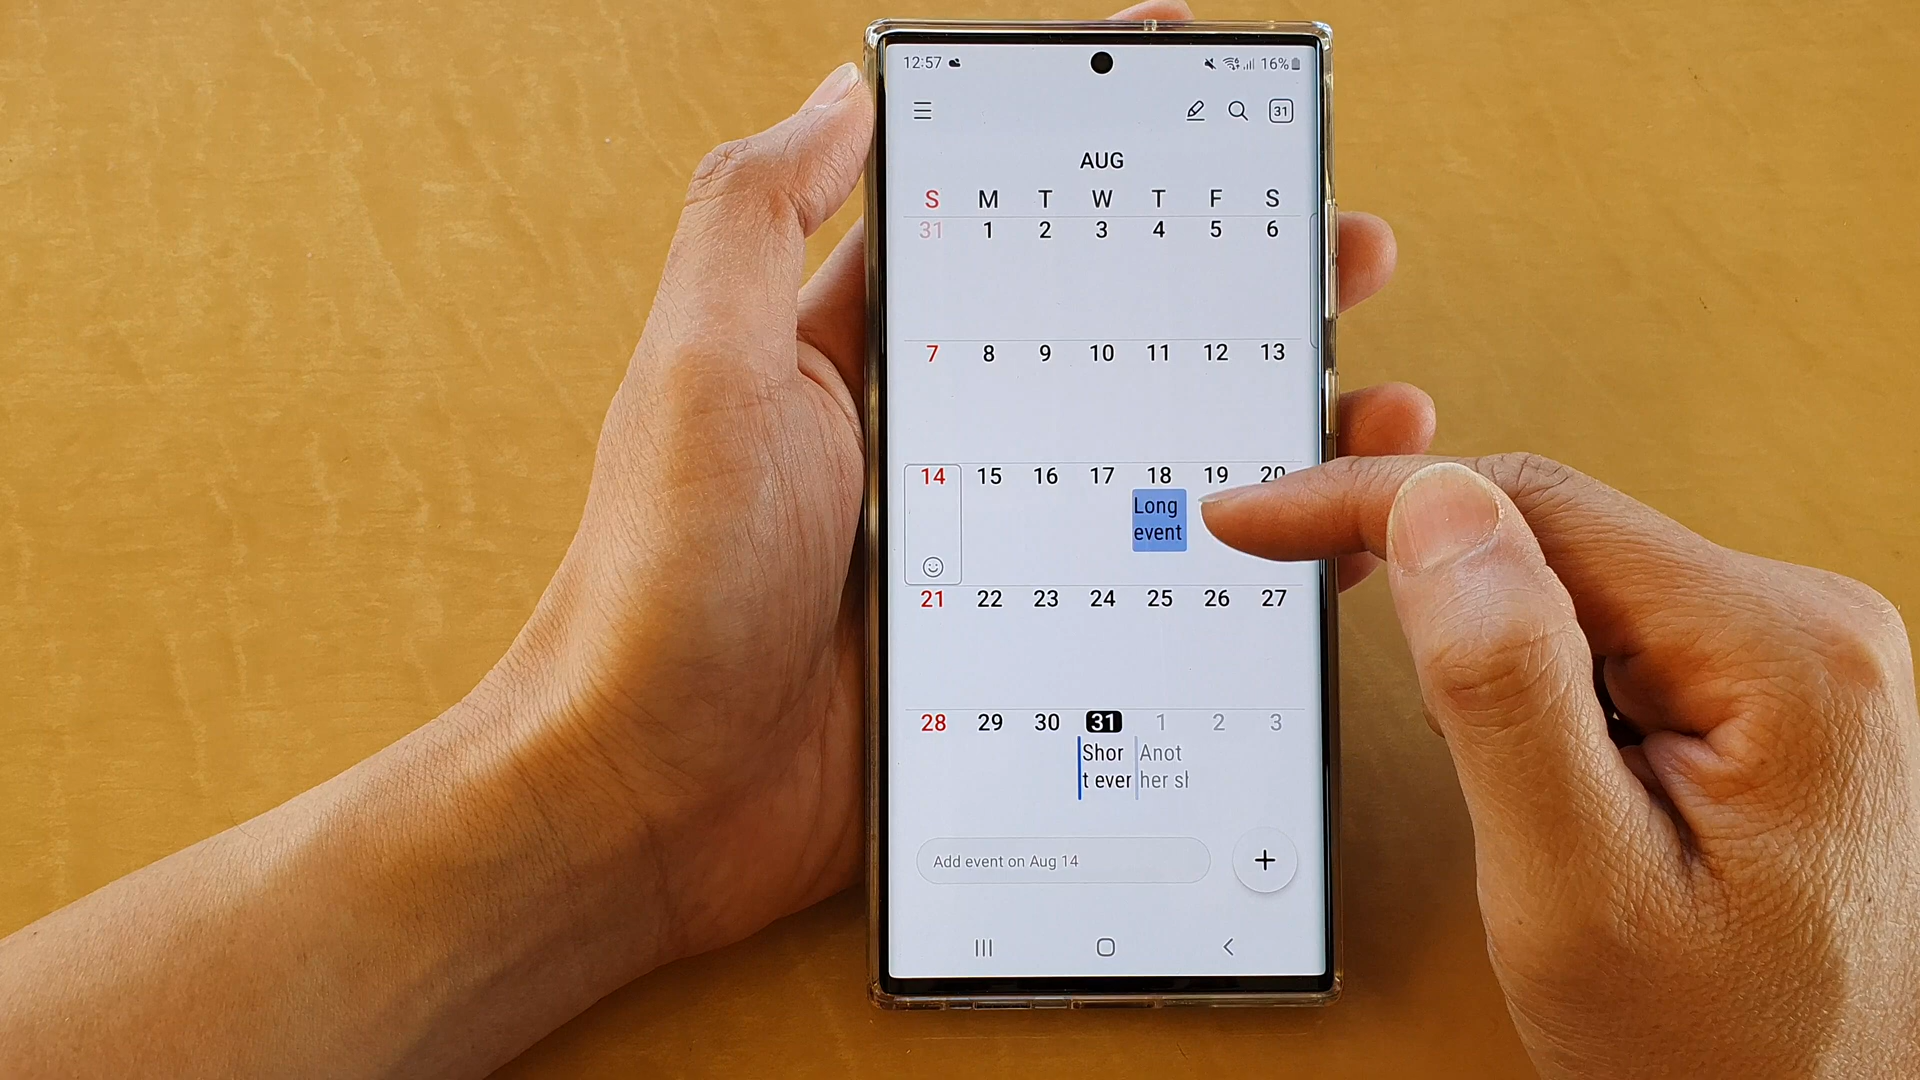 12:57 16%
31
AUG
S M T W T F S
31 1 2 3 4 5 6
7 8 9 10 11 12 13
14 15 16 17 18 19 20
Long
event
21 22 23 24 25 26 27
28 29 30 31 1 2 3
Shor Anot
t ever her sh
Add event on Aug 14